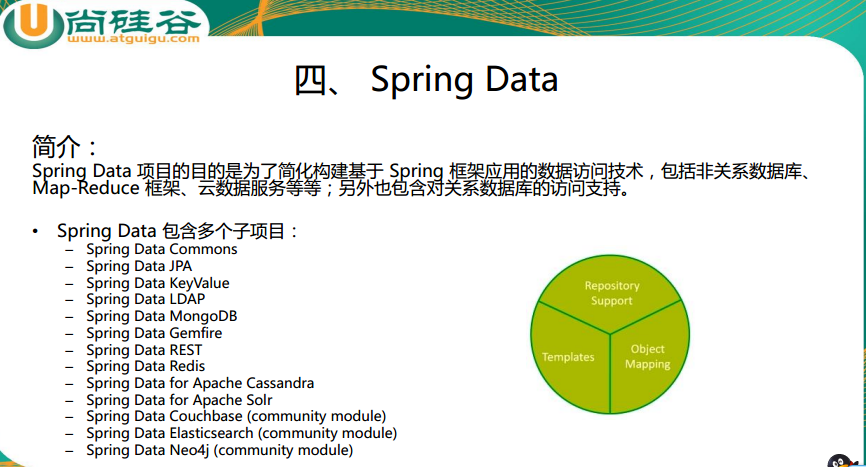 U尚硅谷
www.atguigu.com
四、 Spring Data
简介：
Spring Data 项目的目的是为了简化构建基于 Spring 框架应用的数据访问技术，包括非关系数据库、
Map-Reduce 框架、云数据服务等等；另外也包含对关系数据库的访问支持。
• Spring Data 包含多个子项目：
– Spring Data Commons
– Spring Data JPA
– Spring Data KeyValue
– Spring Data LDAP
– Spring Data MongoDB
– Spring Data Gemfire
– Spring Data REST
– Spring Data Redis
– Spring Data for Apache Cassandra
– Spring Data for Apache Solr
– Spring Data Couchbase (community module)
– Spring Data Elasticsearch (community module)
– Spring Data Neo4j (community module)
Repository
Support
Templates
Object
Mapping